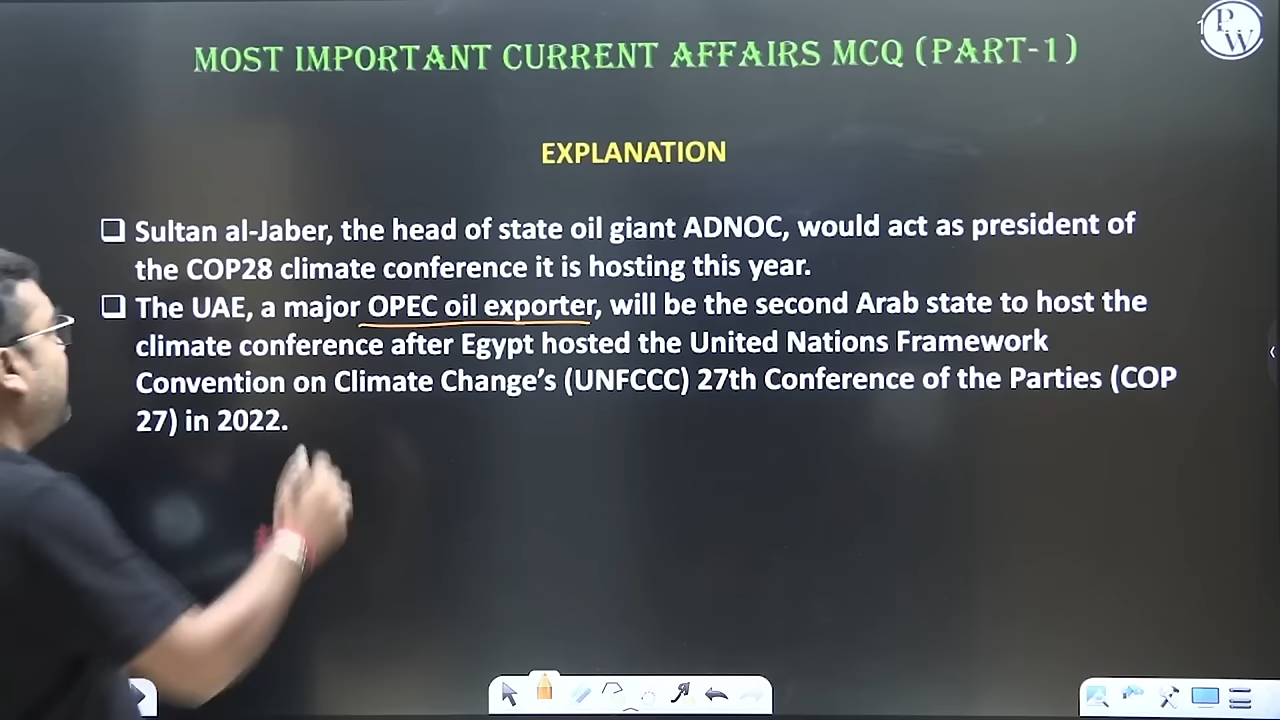 MOST IMPORTANT CURRENT AFFAIRS MCQ (PART-1)
PW
EXPLANATION
❑ Sultan al-Jaber, the head of state oil giant ADNOC, would act as president of
the COP28 climate conference it is hosting this year.
❑ The UAE, a major OPEC oil exporter, will be the second Arab state to host the
climate conference after Egypt hosted the United Nations Framework
Convention on Climate Change’s (UNFCCC) 27th Conference of the Parties (COP
27) in 2022.